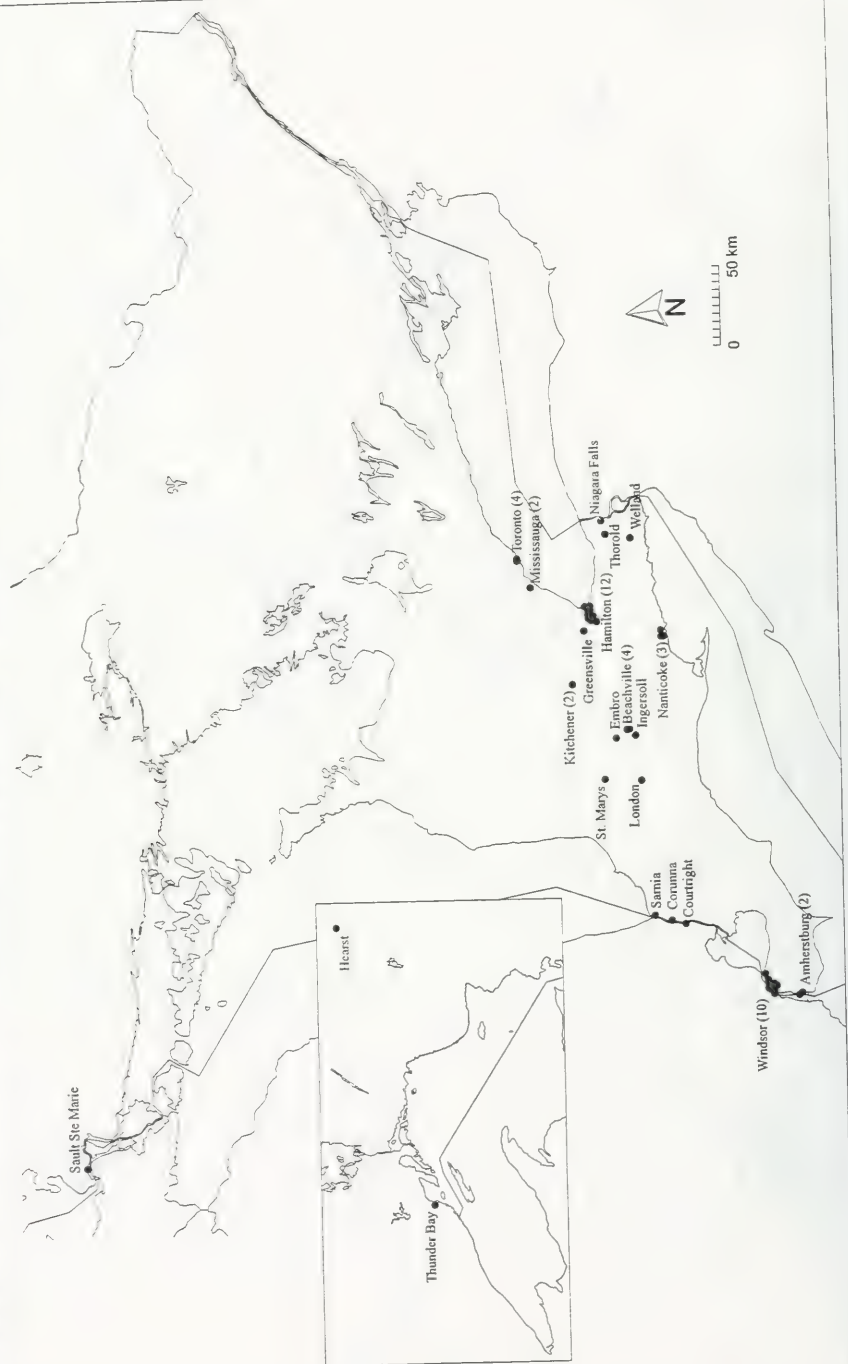 Sault Ste Marie
Hearst
Thunder Bay
Toronto (4)
Mississauga (2)
Niagara Falls
Thorold
Welland
Hamilton (12)
Greensville
Kitchener (2)
Embro
Beachville (4)
Ingersoll
Nanticoke (3)
St. Marys
London
Sarnia
Corunna
Courtright
Windsor (10)
Amherstburg (2)
N
0 50 km